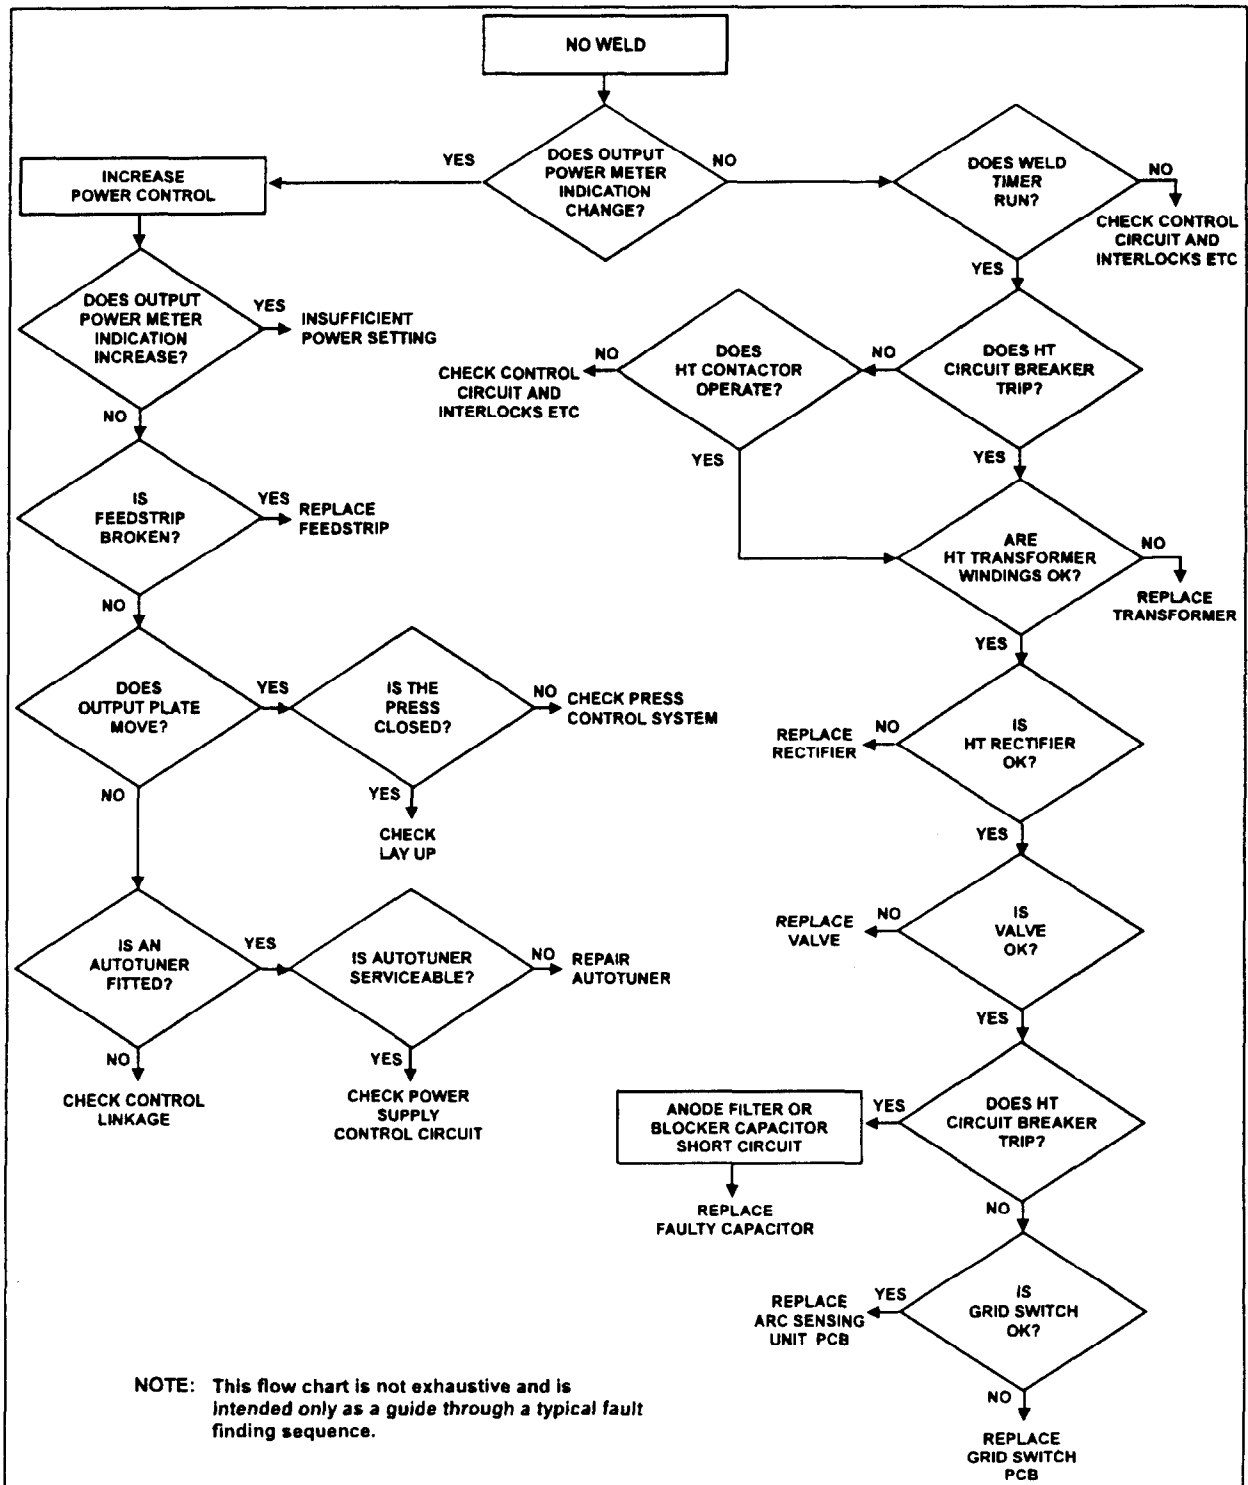 NO WELD
DOES OUTPUT
POWER METER
INDICATION
CHANGE?
YES
NO
INCREASE
POWER CONTROL
DOES OUTPUT
POWER METER
INDICATION
INCREASE?
YES
INSUFFICIENT
POWER SETTING
NO
IS
FEEDSTRIP
BROKEN?
YES
REPLACE
FEEDSTRIP
NO
DOES
OUTPUT PLATE
MOVE?
YES
IS THE
PRESS
CLOSED?
NO
CHECK PRESS
CONTROL SYSTEM
YES
CHECK
LAY UP
NO
IS AN
AUTOTUNER
FITTED?
YES
IS AUTOTUNER
SERVICEABLE?
NO
REPAIR
AUTOTUNER
YES
CHECK POWER
SUPPLY
CONTROL CIRCUIT
NO
CHECK CONTROL
LINKAGE
DOES WELD
TIMER
RUN?
NO
CHECK CONTROL
CIRCUIT AND
INTERLOCKS ETC
YES
DOES HT
CIRCUIT BREAKER
TRIP?
NO
DOES
HT CONTACTOR
OPERATE?
NO
CHECK CONTROL
CIRCUIT AND
INTERLOCKS ETC
YES
YES
ARE
HT TRANSFORMER
WINDINGS OK?
NO
REPLACE
TRANSFORMER
YES
IS
HT RECTIFIER
OK?
NO
REPLACE
RECTIFIER
YES
IS
VALVE
OK?
NO
REPLACE
VALVE
YES
DOES HT
CIRCUIT BREAKER
TRIP?
YES
ANODE FILTER OR
BLOCKER CAPACITOR
SHORT CIRCUIT
REPLACE
FAULTY CAPACITOR
NO
IS
GRID SWITCH
OK?
YES
REPLACE
ARC SENSING
UNIT PCB
NO
REPLACE
GRID SWITCH
PCB
NOTE: This flow chart is not exhaustive and is
intended only as a guide through a typical fault
finding sequence.